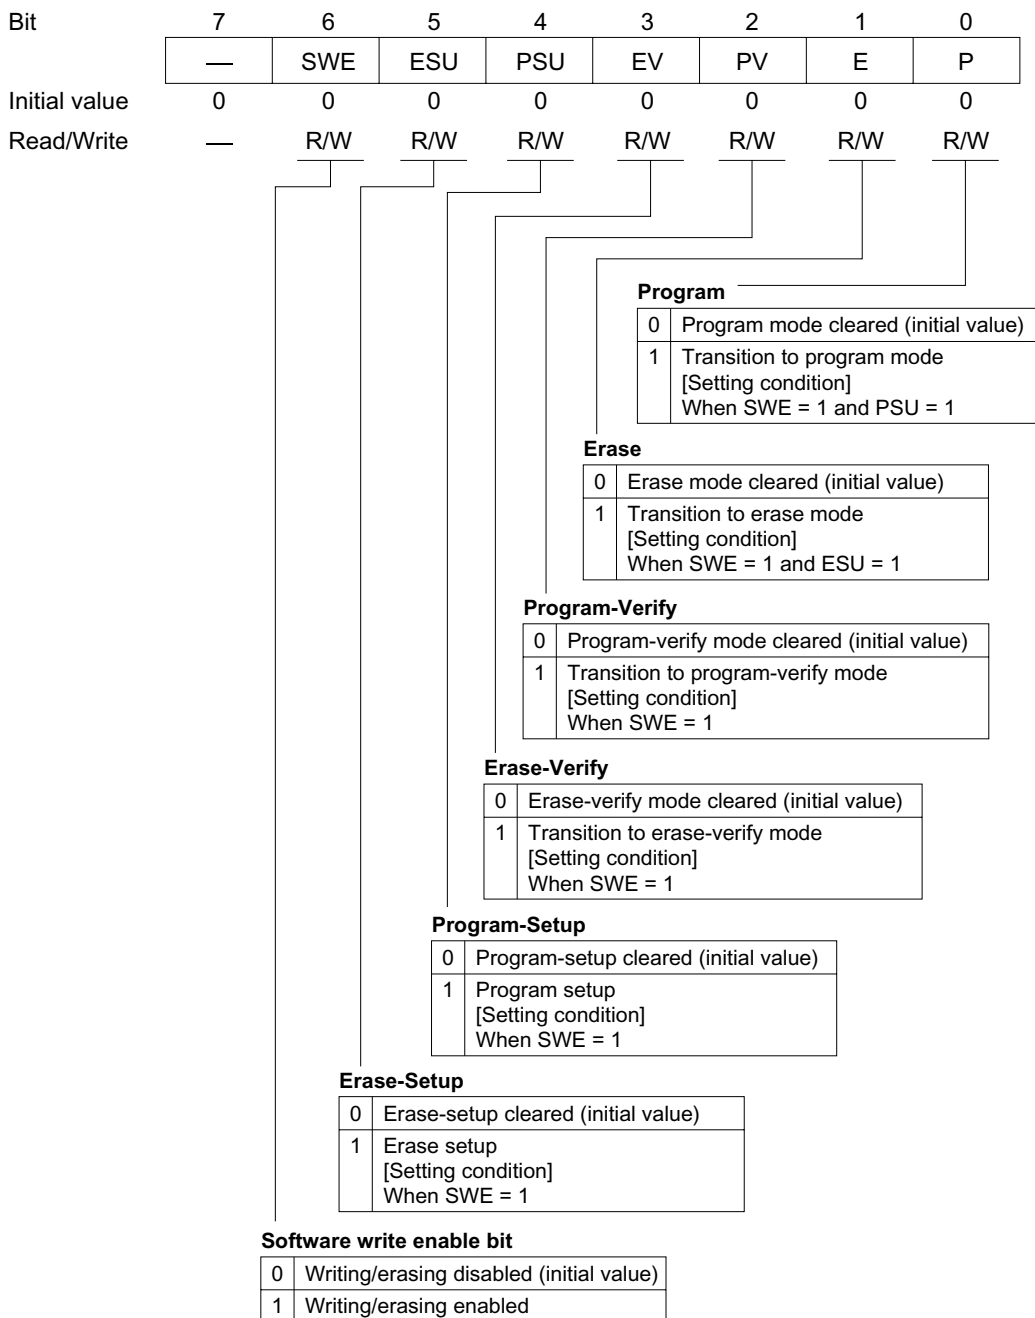 Bit 7 6 5 4 3 2 1 0
— SWE ESU PSU EV PV E P
Initial value 0 0 0 0 0 0 0 0
Read/Write — R/W R/W R/W R/W R/W R/W R/W
Program
0 Program mode cleared (initial value)
1 Transition to program mode
[Setting condition]
When SWE = 1 and PSU = 1
Erase
0 Erase mode cleared (initial value)
1 Transition to erase mode
[Setting condition]
When SWE = 1 and ESU = 1
Program-Verify
0 Program-verify mode cleared (initial value)
1 Transition to program-verify mode
[Setting condition]
When SWE = 1
Erase-Verify
0 Erase-verify mode cleared (initial value)
1 Transition to erase-verify mode
[Setting condition]
When SWE = 1
Program-Setup
0 Program-setup cleared (initial value)
1 Program setup
[Setting condition]
When SWE = 1
Erase-Setup
0 Erase-setup cleared (initial value)
1 Erase setup
[Setting condition]
When SWE = 1
Software write enable bit
0 Writing/erasing disabled (initial value)
1 Writing/erasing enabled